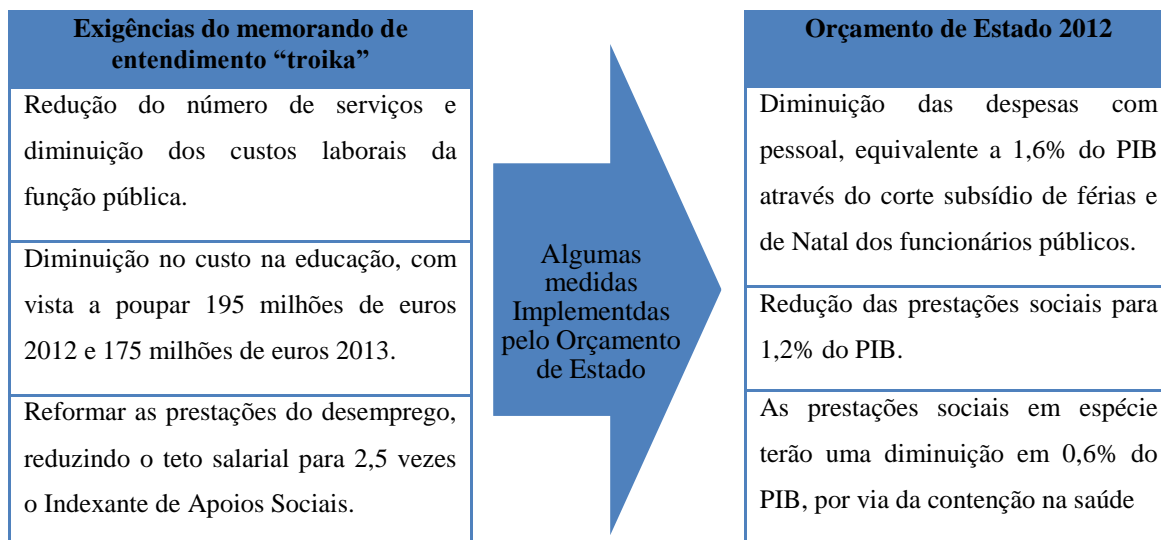 Exigências do memorando de
entendimento “troika”
Redução do número de serviços e
diminuição dos custos laborais da
função pública.
Diminuição no custo na educação, com
vista a poupar 195 milhões de euros
2012 e 175 milhões de euros 2013.
Reformar as prestações do desemprego,
reduzindo o teto salarial para 2,5 vezes
o Indexante de Apoios Sociais.
Algumas
medidas
Implementdas
pelo Orçamento
de Estado
Orçamento de Estado 2012
Diminuição das despesas com
pessoal, equivalente a 1,6% do PIB
através do corte subsídio de férias e
de Natal dos funcionários públicos.
Redução das prestações sociais para
1,2% do PIB.
As prestações sociais em espécie
terão uma diminuição em 0,6% do
PIB, por via da contenção na saúde